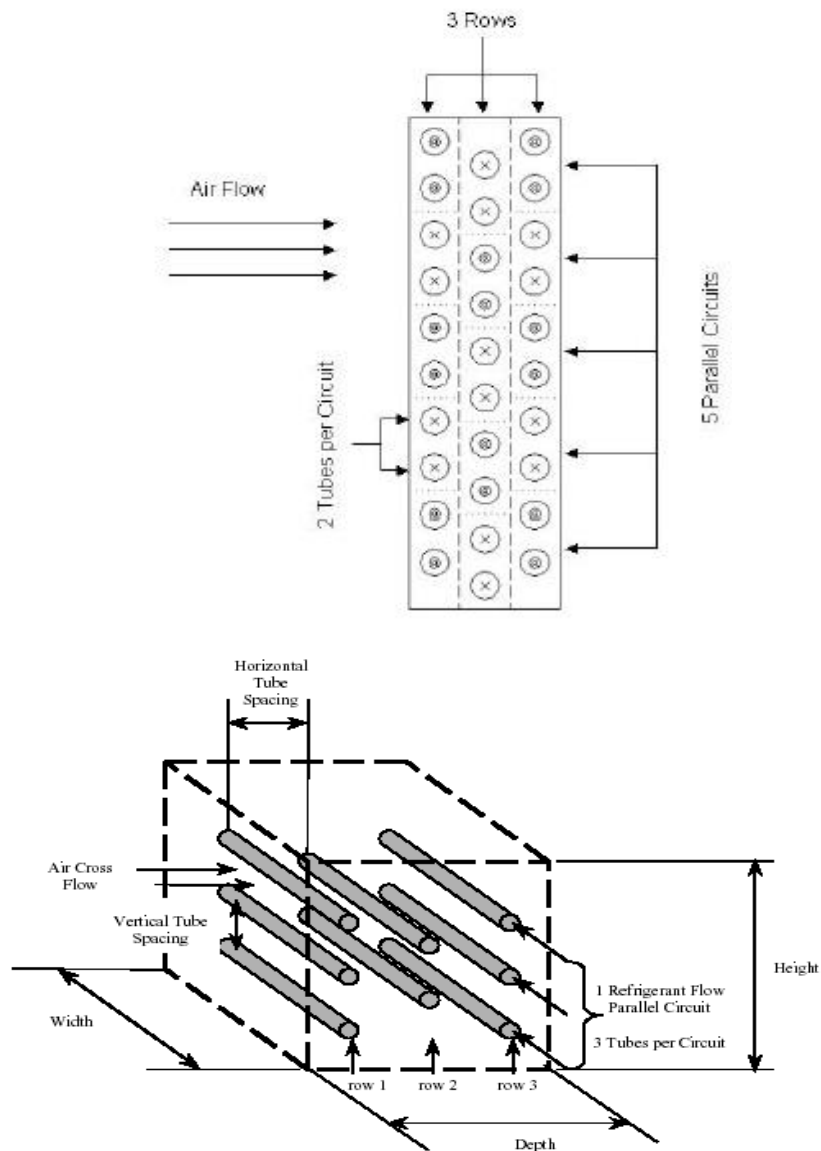 3 Rows
Air Flow
2 Tubes per Circuit
5 Parallel Circuits
Horizontal
Tube
Spacing
Air Cross
Flow
Vertical Tube
Spacing
Width
1 Refrigerant Flow
Parallel Circuit
3 Tubes per Circuit
Height
row 1
row 2
row 3
Depth